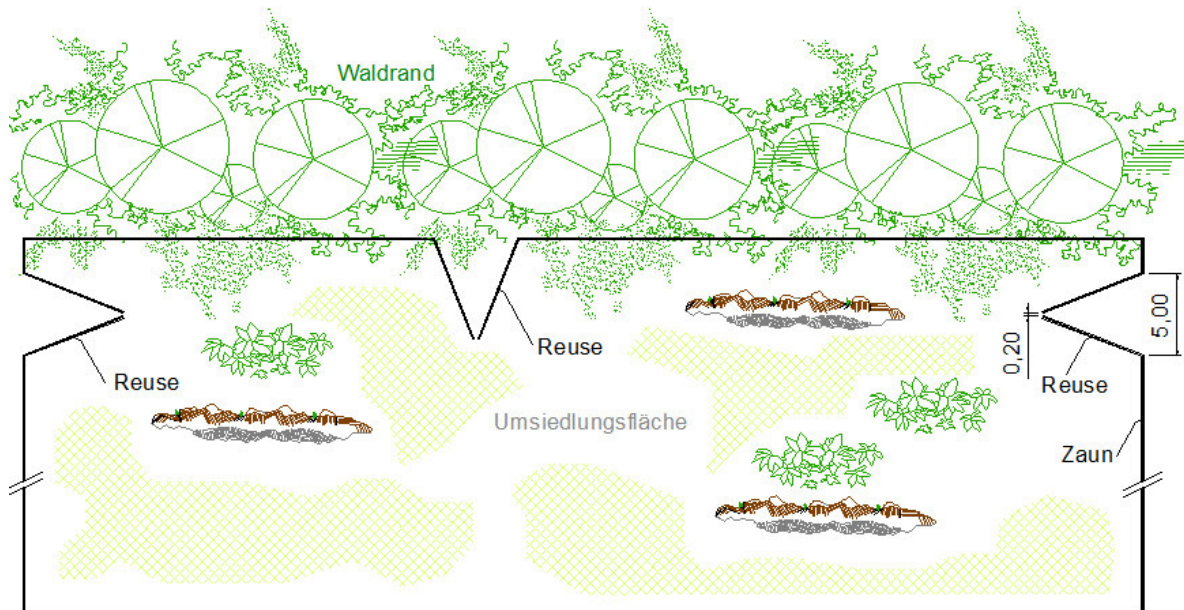 Waldrand
Reuse
Reuse
Umsiedlungsfläche
0,20
5,00
Reuse
Zaun